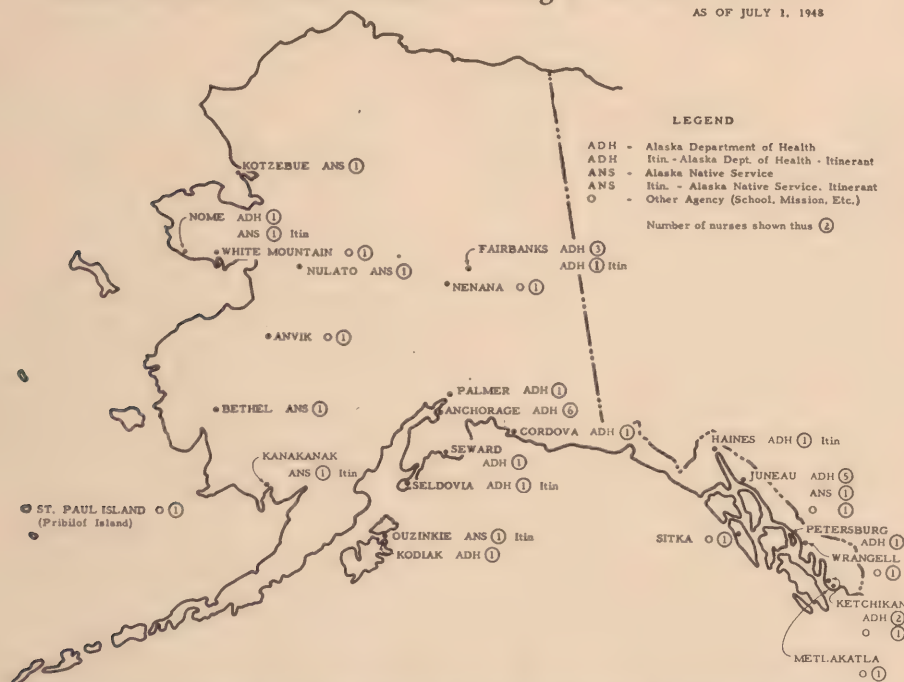 AS OF JULY 1, 1948
LEGEND
ADH - Alaska Department of Health
ADH Itin. - Alaska Dept. of Health - Itinerant
ANS - Alaska Native Service
ANS Itin. - Alaska Native Service. Itinerant
O - Other Agency (School, Mission, Etc.)
Number of nurses shown thus ②
KOTZEBUE ANS ①
NOME ADH ①
ANS ① Itin
WHITE MOUNTAIN O ①
NULATO ANS ①
FAIRBANKS ADH ③
ADH ① Itin
NENANA O ①
ANVIK O ①
BETHEL ANS ①
PALMER ADH ①
ANCHORAGE ADH ⑥
CORDOVA ADH ①
SEWARD
ADH ①
KANAKANAK
ANS ① Itin
SELDOVIA ADH ① Itin
ST. PAUL ISLAND O ①
(Pribilof Island)
OUZINKIE ANS ① Itin
KODIAK ADH ①
HAINES ADH ① Itin
JUNEAU ADH ⑤
ANS ①
O ①
SITKA O ①
PETERSBURG
ADH ①
WRANGELL
O ①
KETCHIKAN
ADH ②
O ①
METLAKATLA
O ①